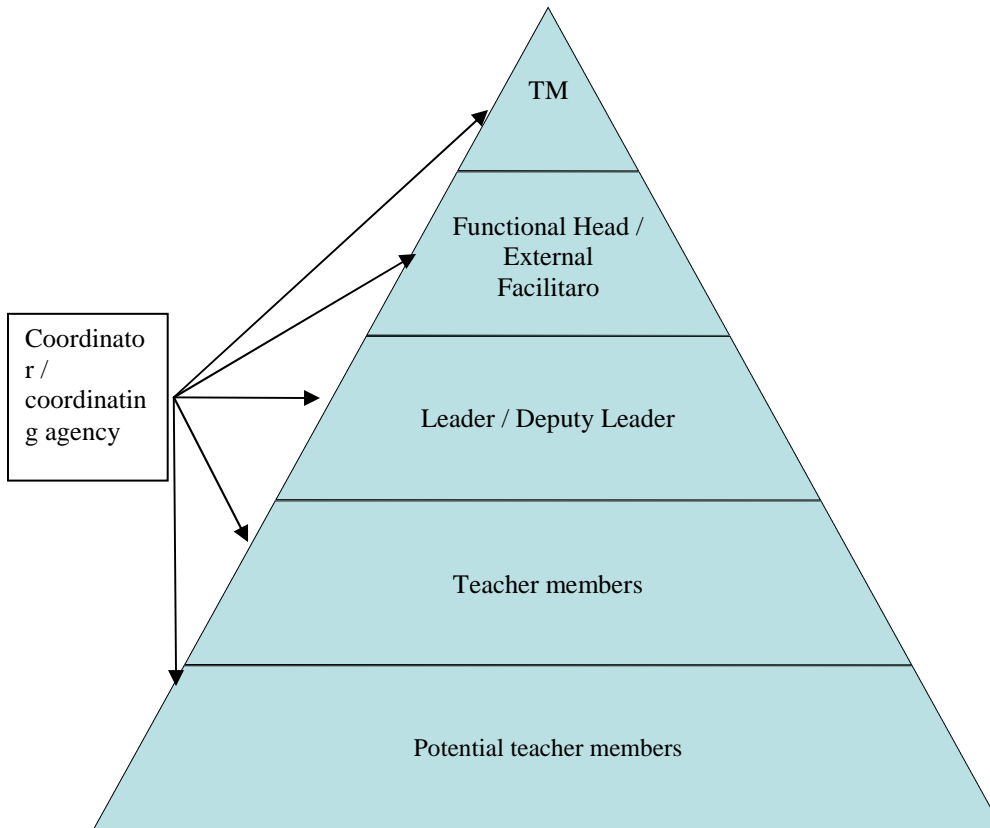 TM
Functional Head /
External
Facilitaro
Coordinato
r /
coordinatin
g agency
Leader / Deputy Leader
Teacher members
Potential teacher members